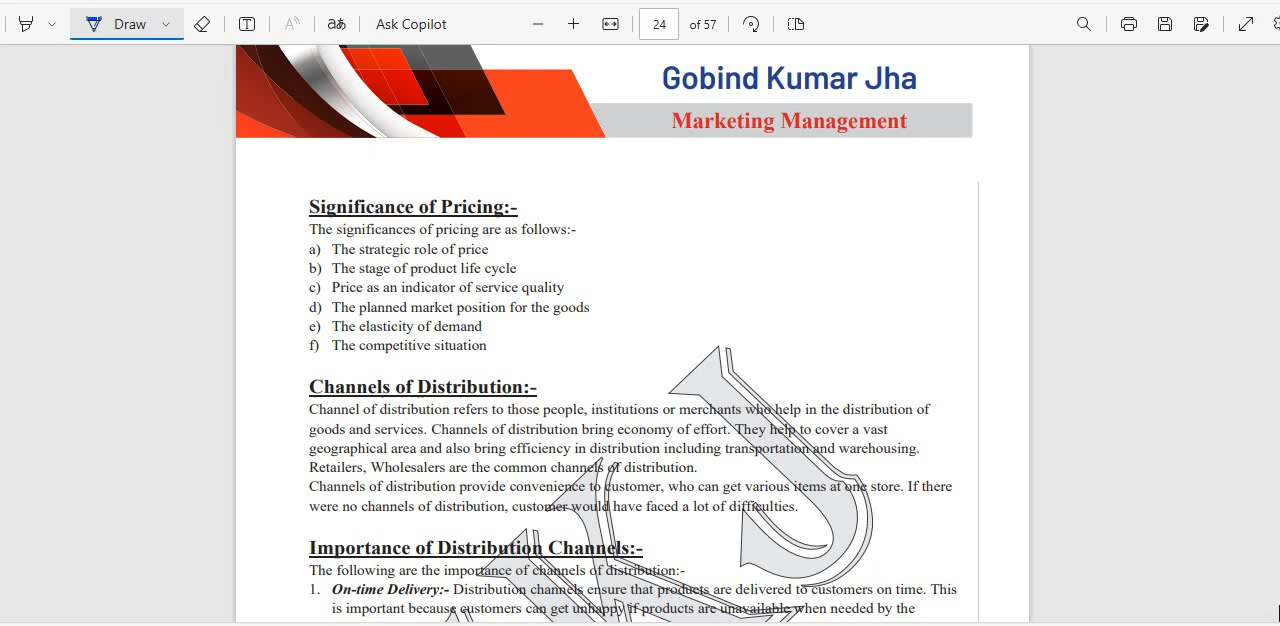 Draw
aあ
Ask Copilot
24 of 57
Gobind Kumar Jha
Marketing Management
Significance of Pricing:-
The significances of pricing are as follows:-
a) The strategic role of price
b) The stage of product life cycle
c) Price as an indicator of service quality
d) The planned market position for the goods
e) The elasticity of demand
f) The competitive situation
Channels of Distribution:-
Channel of distribution refers to those people, institutions or merchants who help in the distribution of
goods and services. Channels of distribution bring economy of effort. They help to cover a vast
geographical area and also bring efficiency in distribution including transportation and warehousing.
Retailers, Wholesalers are the common channels of distribution.
Channels of distribution provide convenience to customer, who can get various items at one store. If there
were no channels of distribution, customer would have faced a lot of difficulties.
Importance of Distribution Channels:-
The following are the importance of channels of distribution:-
1. On-time Delivery:- Distribution channels ensure that products are delivered to customers on time. This
is important because customers can get unhappy if products are unavailable when needed by the